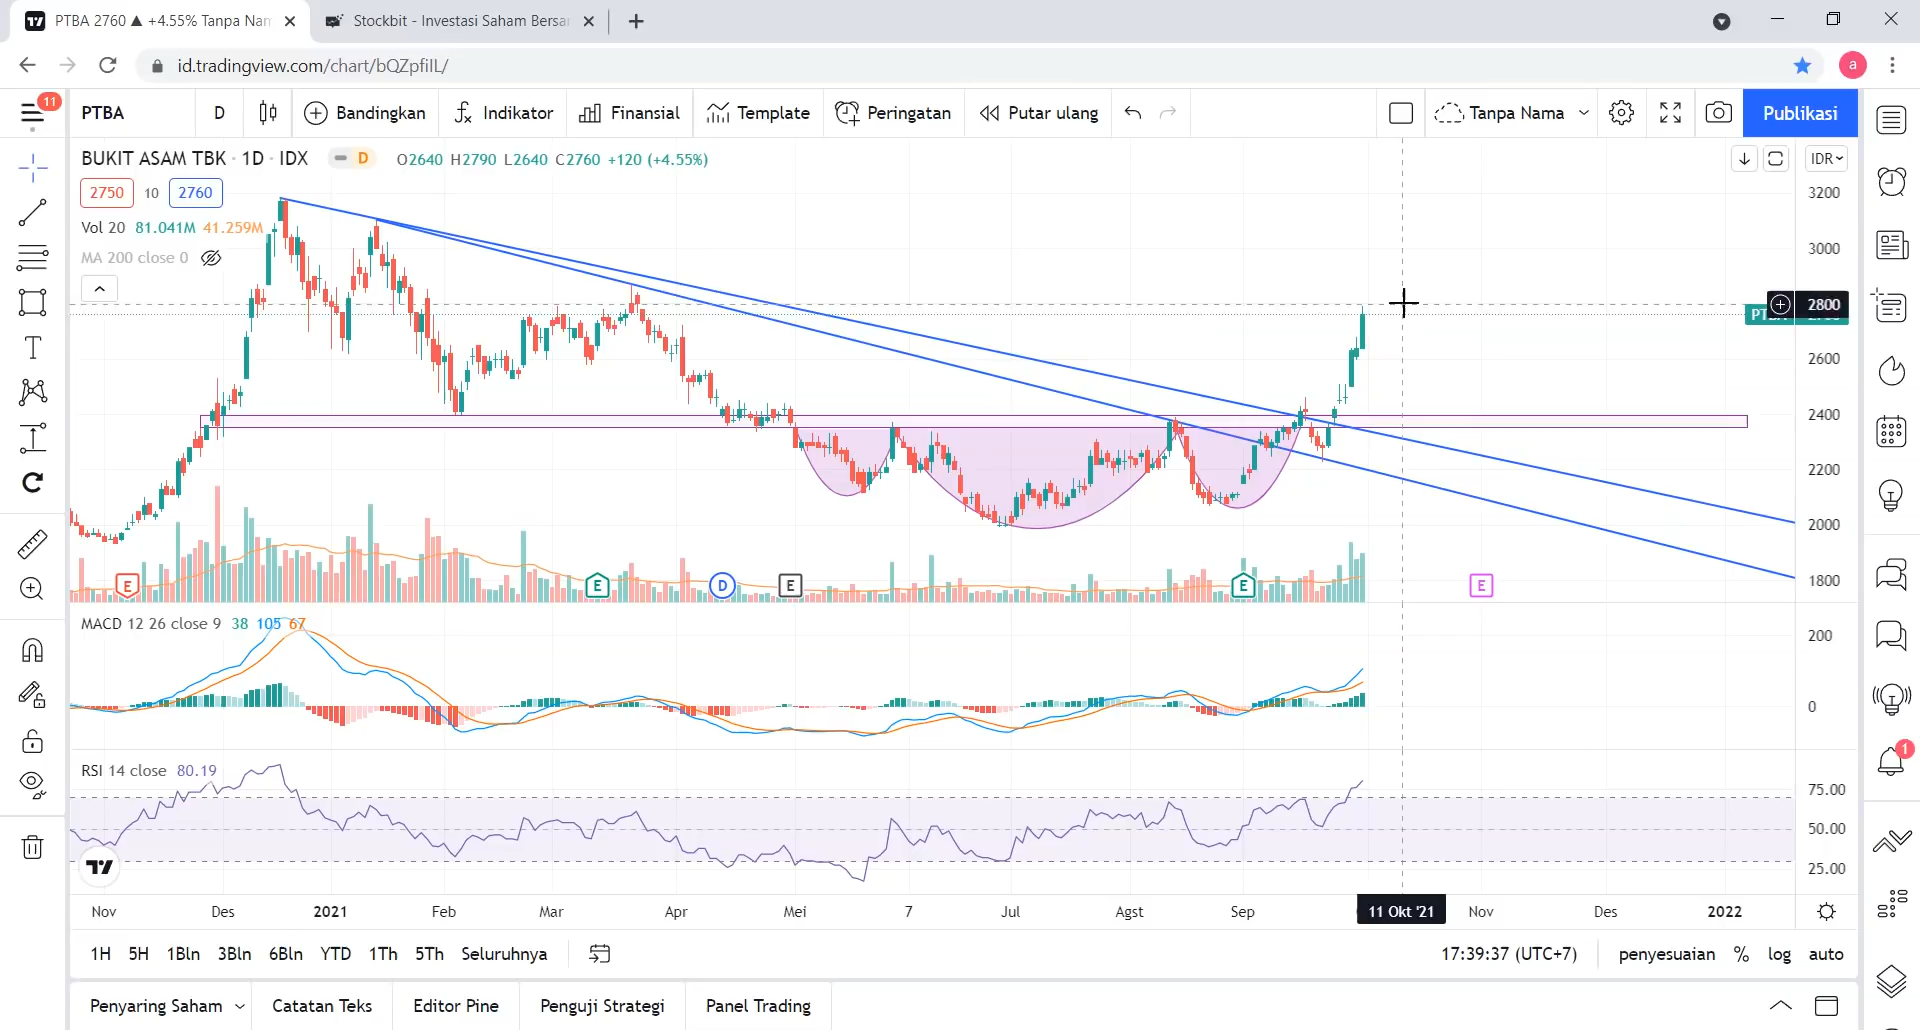 PTBA 2760 ▲ +4.55% Tanpa Nam
Stockbit - Investasi Saham Bersam
id.tradingview.com/chart/bQZpfiIL/
a
11
PTBA
D
Bandingkan
Indikator
Finansial
Template
Peringatan
Putar ulang
Tanpa Nama
Publikasi
BUKIT ASAM TBK · 1D · IDX
D
O2640 H2790 L2640 C2760 +120 (+4.55%)
IDR
2750
10
2760
Vol 20 81.041M 41.259M
MA 200 close 0
3200
3000
2800
2600
2400
2200
2000
1800
E
E
D
E
E
E
MACD 12 26 close 9 38 105 67
200
0
RSI 14 close 80.19
75.00
50.00
25.00
1
Nov
Des
2021
Feb
Mar
Apr
Mei
7
Jul
Agst
Sep
11 Okt '21
Nov
Des
2022
1H
5H
1Bln
3Bln
6Bln
YTD
1Th
5Th
Seluruhnya
17:39:37 (UTC+7)
penyesuaian
%
log
auto
Penyaring Saham
Catatan Teks
Editor Pine
Penguji Strategi
Panel Trading